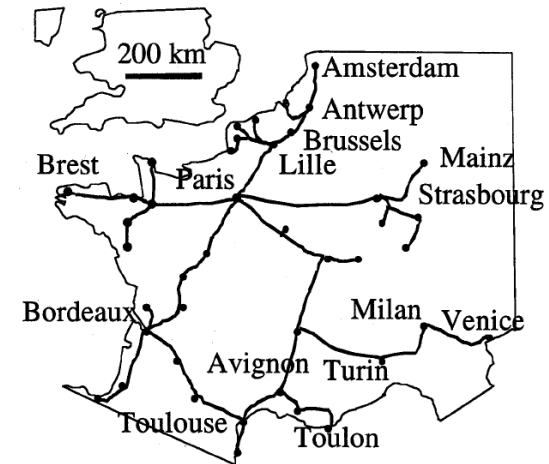 200 km
Amsterdam
Antwerp
Brussels
Brest
Paris
Lille
Mainz
Strasbourg
Bordeaux
Milan
Venice
Avignon
Turin
Toulouse
Toulon